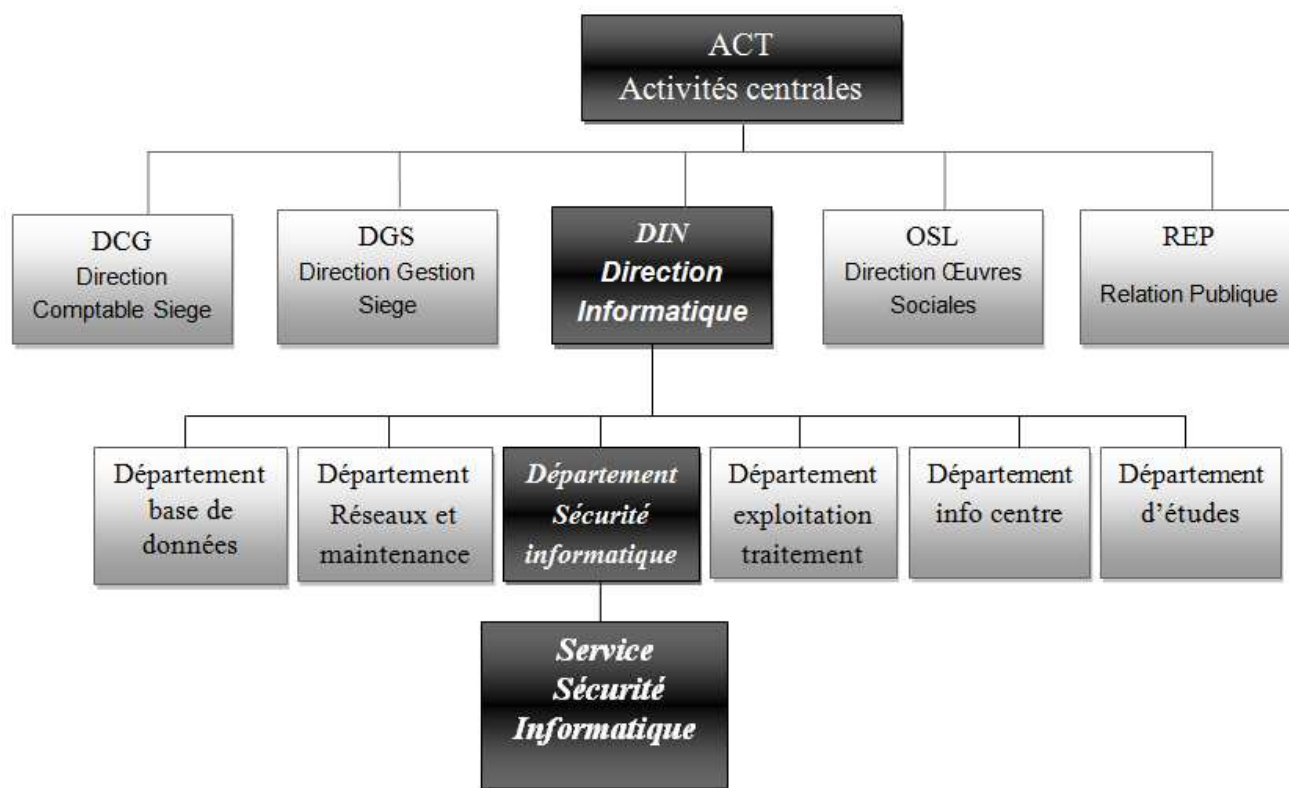 ACT
Activités centrales
DCG
Direction
Comptable Siege
DGS
Direction Gestion
Siege
DIN
Direction
Informatique
OSL
Direction Œuvres
Sociales
REP
Relation Publique
Département
base de
données
Département
Réseaux et
maintenance
Département
Sécurité
informatique
Département
exploitation
traitement
Département
info centre
Département
d’études
Service
Sécurité
Informatique